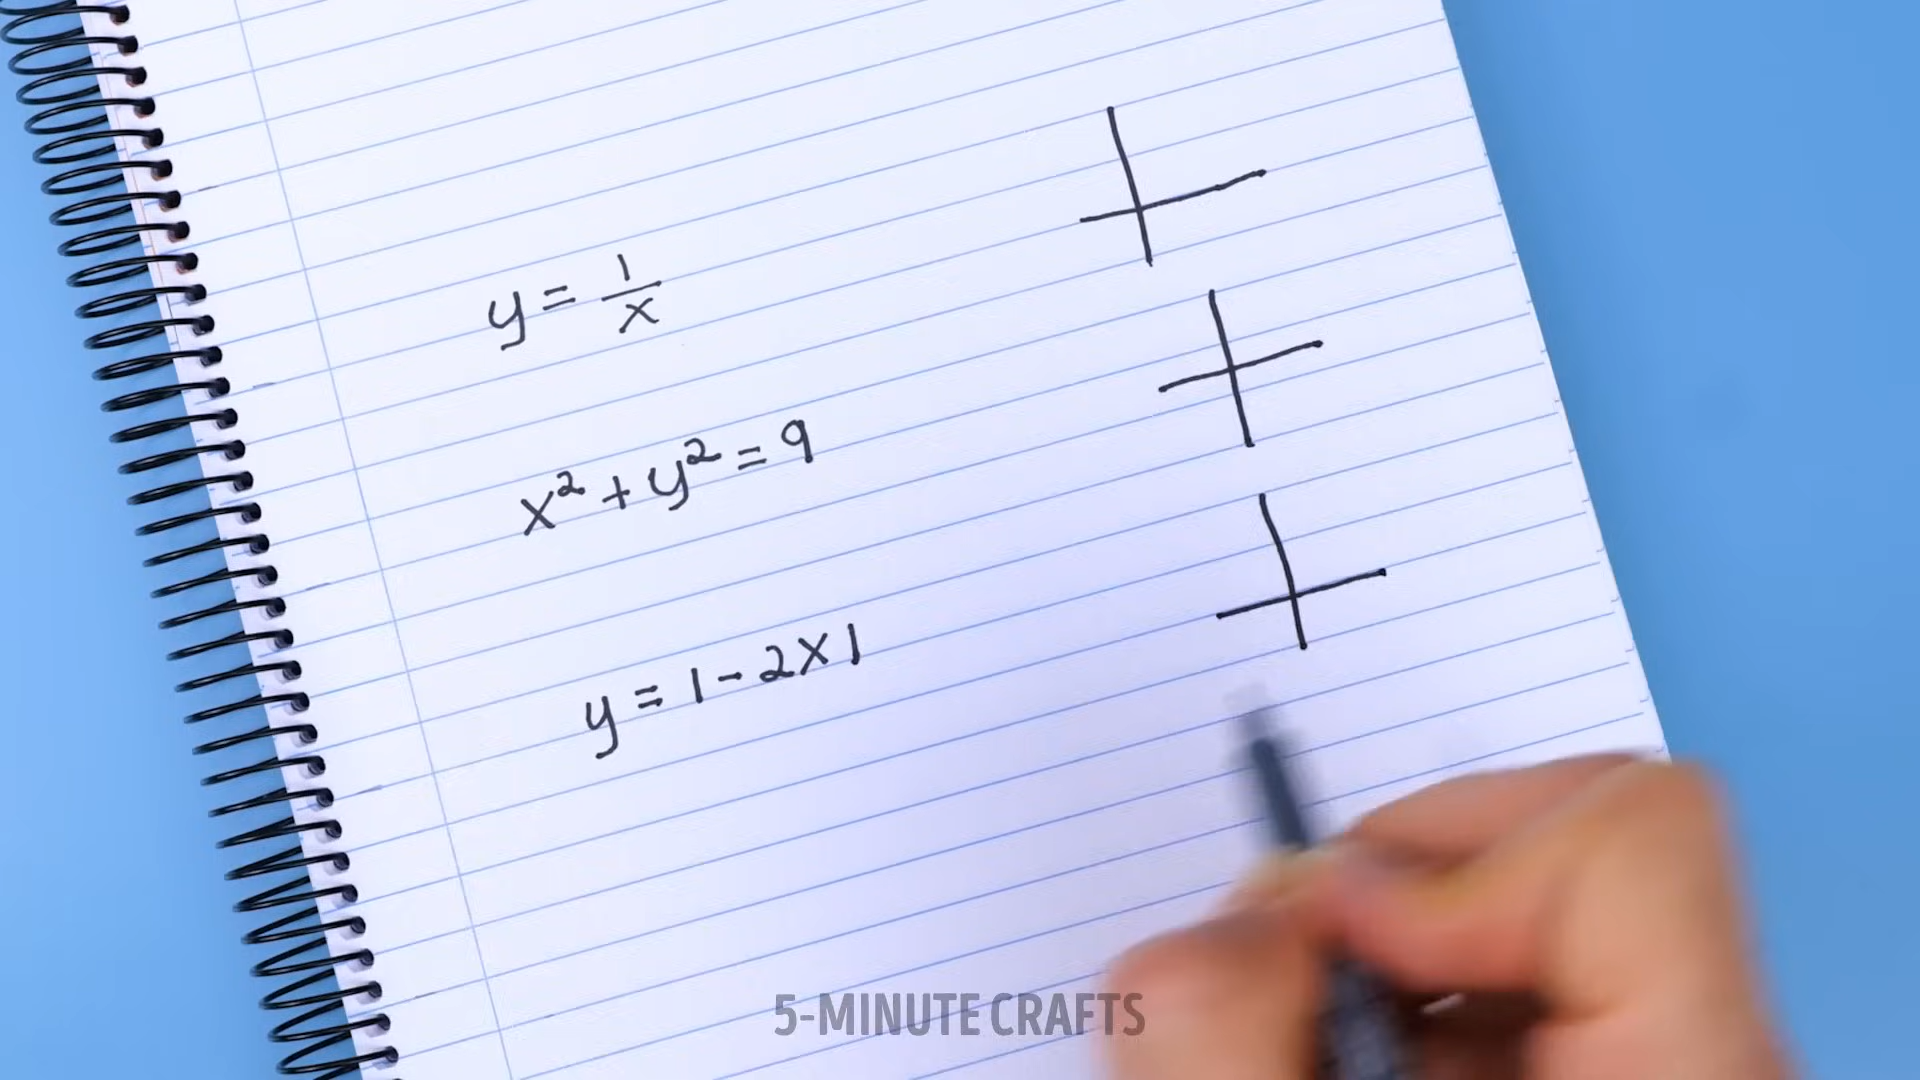 y = 1/x
x² + y² = 9
y = 1 - 2x1
5-MINUTE CRAFTS